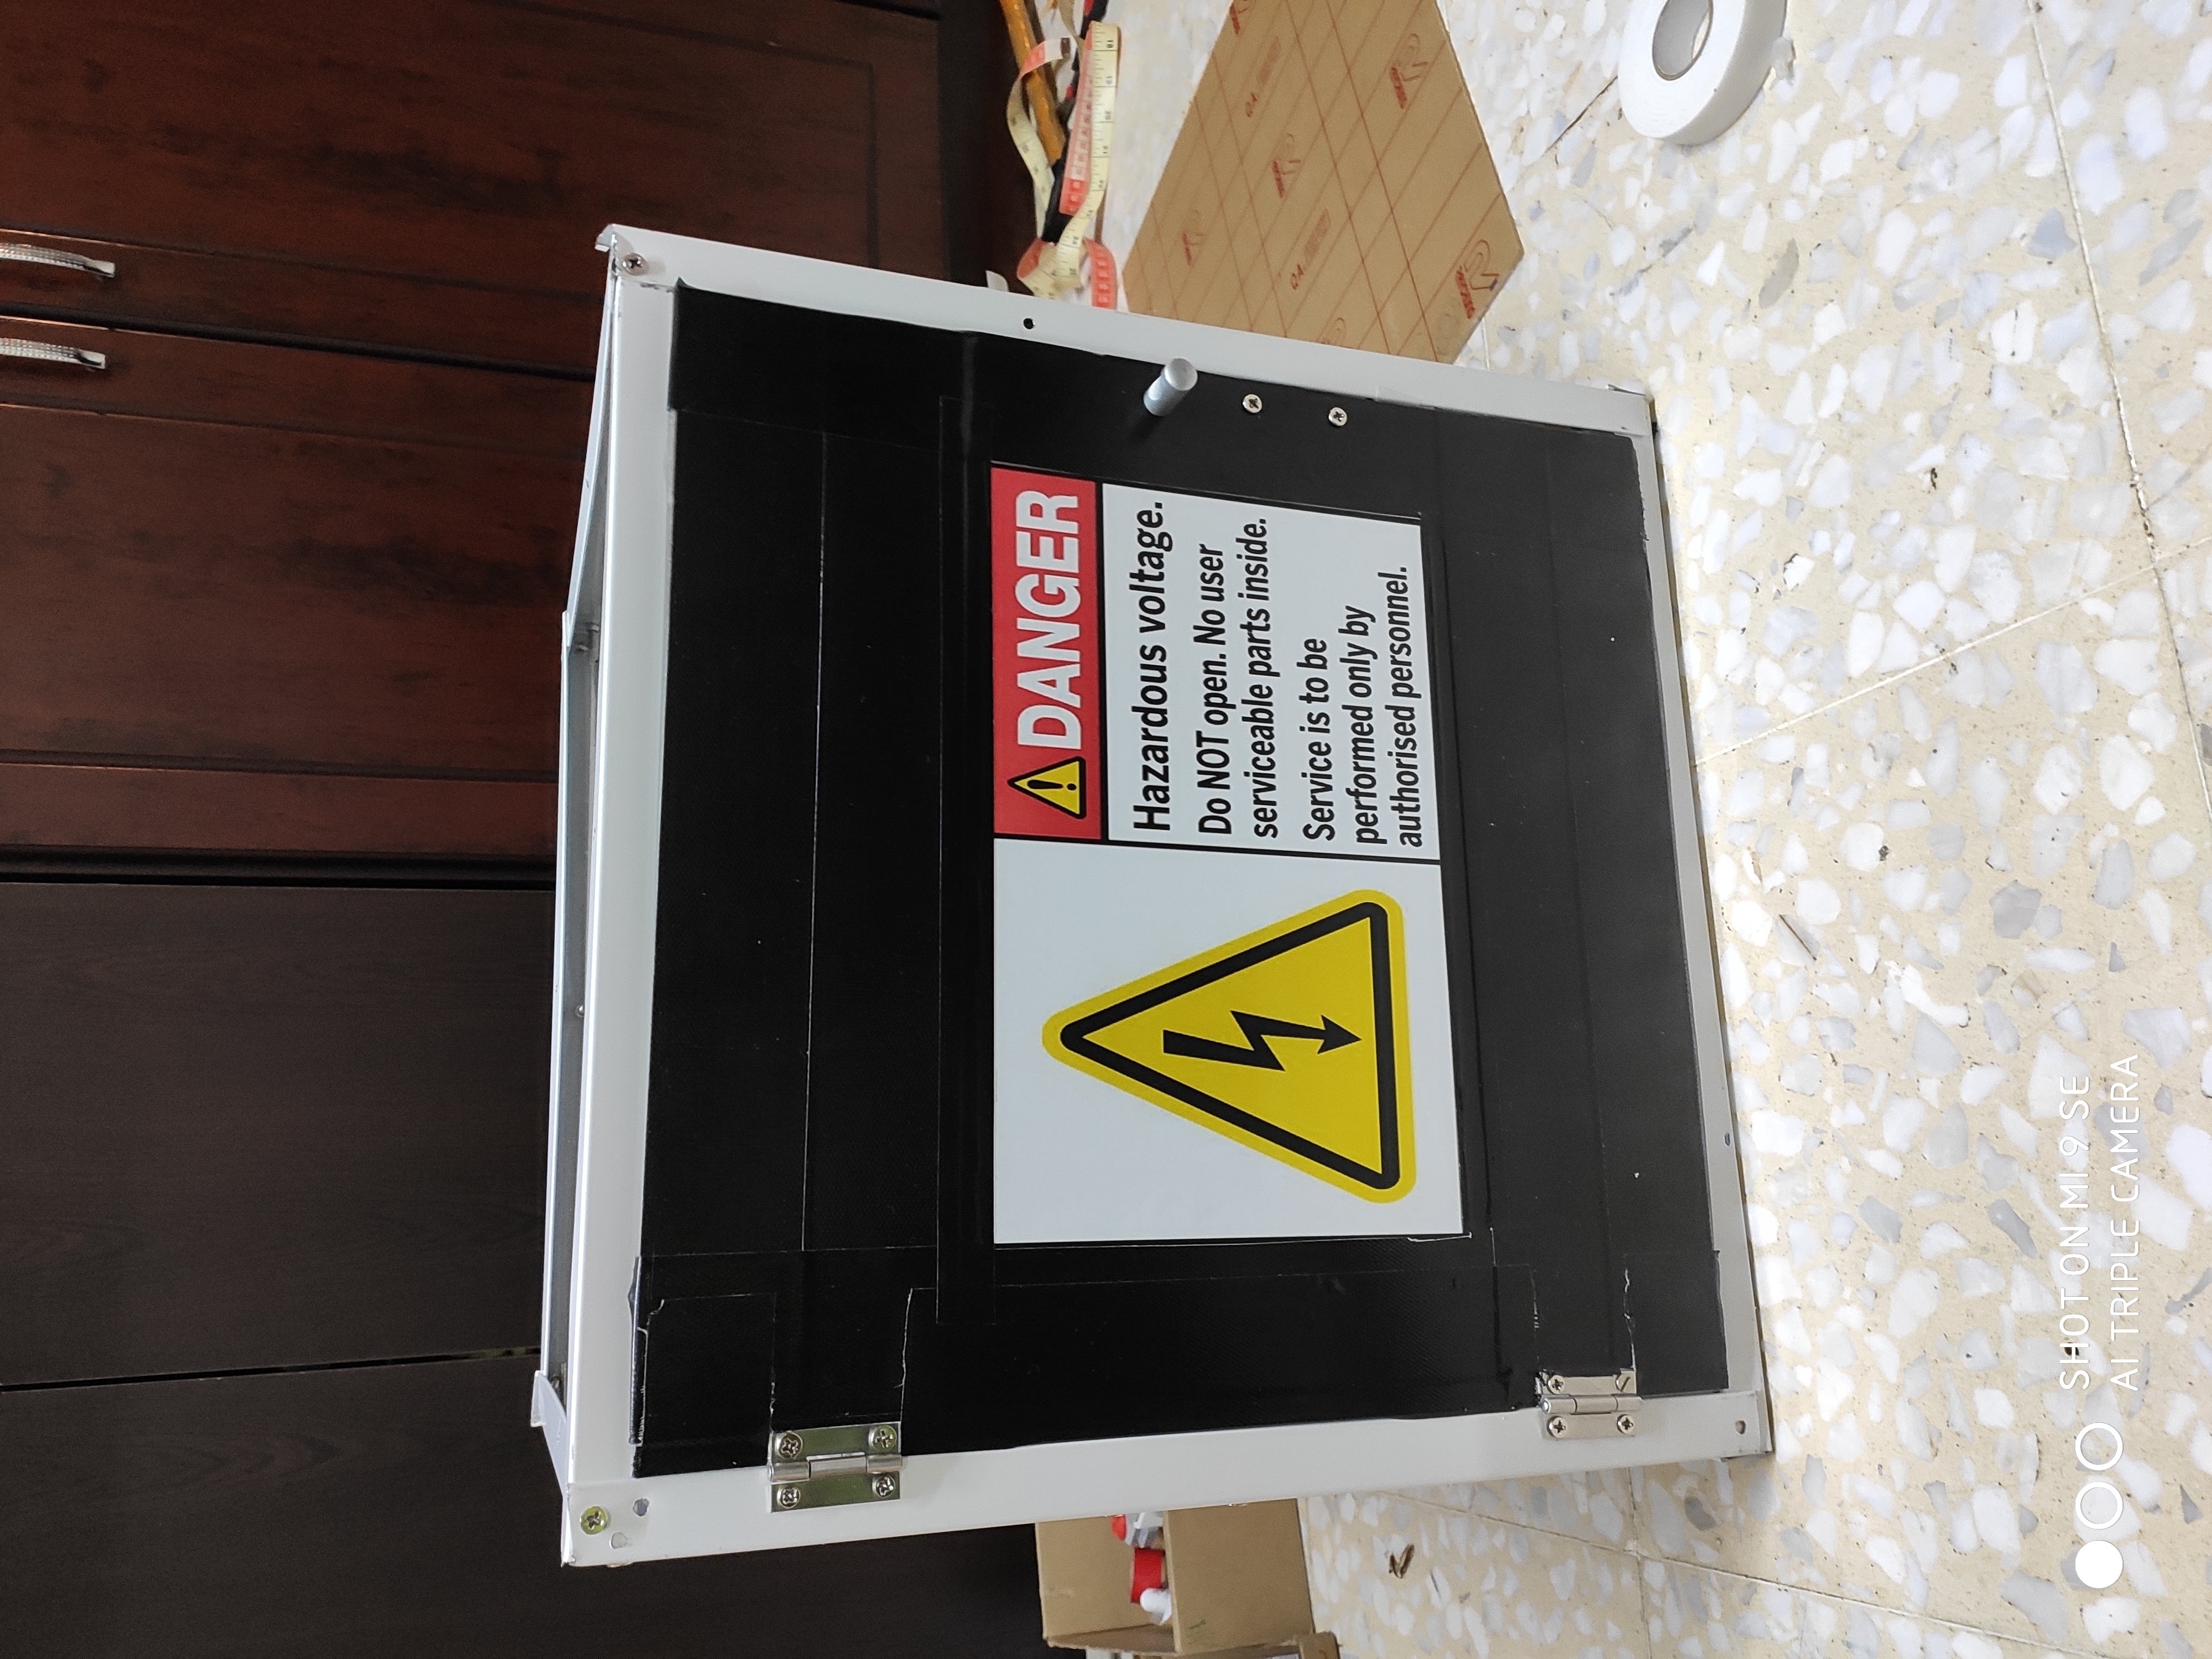 DANGER
Hazardous voltage.
Do NOT open. No user
serviceable parts inside.
Service is to be
performed only by
authorised personnel.
SHOT ON MI 9 SE
AI TRIPLE CAMERA